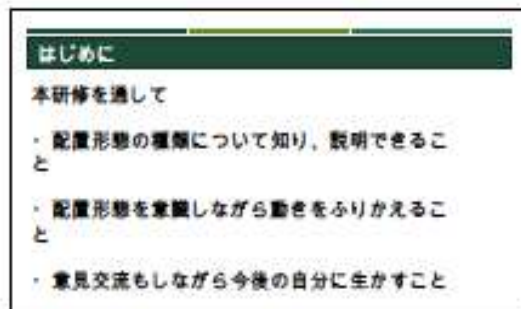 はじめに
本研修を通して
・ 配置形態の種類について知り、説明できるこ
と
・ 配置形態を意識しながら動きをふりかえるこ
と
・ 意見交流もしながら今後の自分に生かすこと